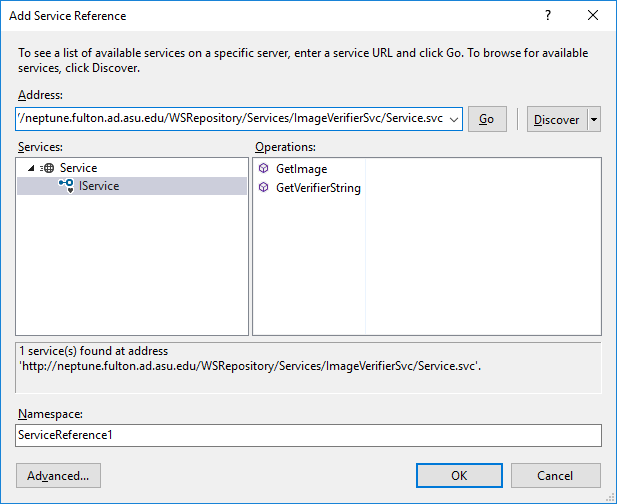 Add Service Reference
To see a list of available services on a specific server, enter a service URL and click Go. To browse for available
services, click Discover.
Address:
'/neptune.fulton.ad.asu.edu/WSRepository/Services/ImageVerifierSvc/Service.svc
Go
Discover
Services:
Operations:
Service
IService
GetImage
GetVerifierString
1 service(s) found at address
'http://neptune.fulton.ad.asu.edu/WSRepository/Services/ImageVerifierSvc/Service.svc'.
Namespace:
ServiceReference1
Advanced...
OK
Cancel